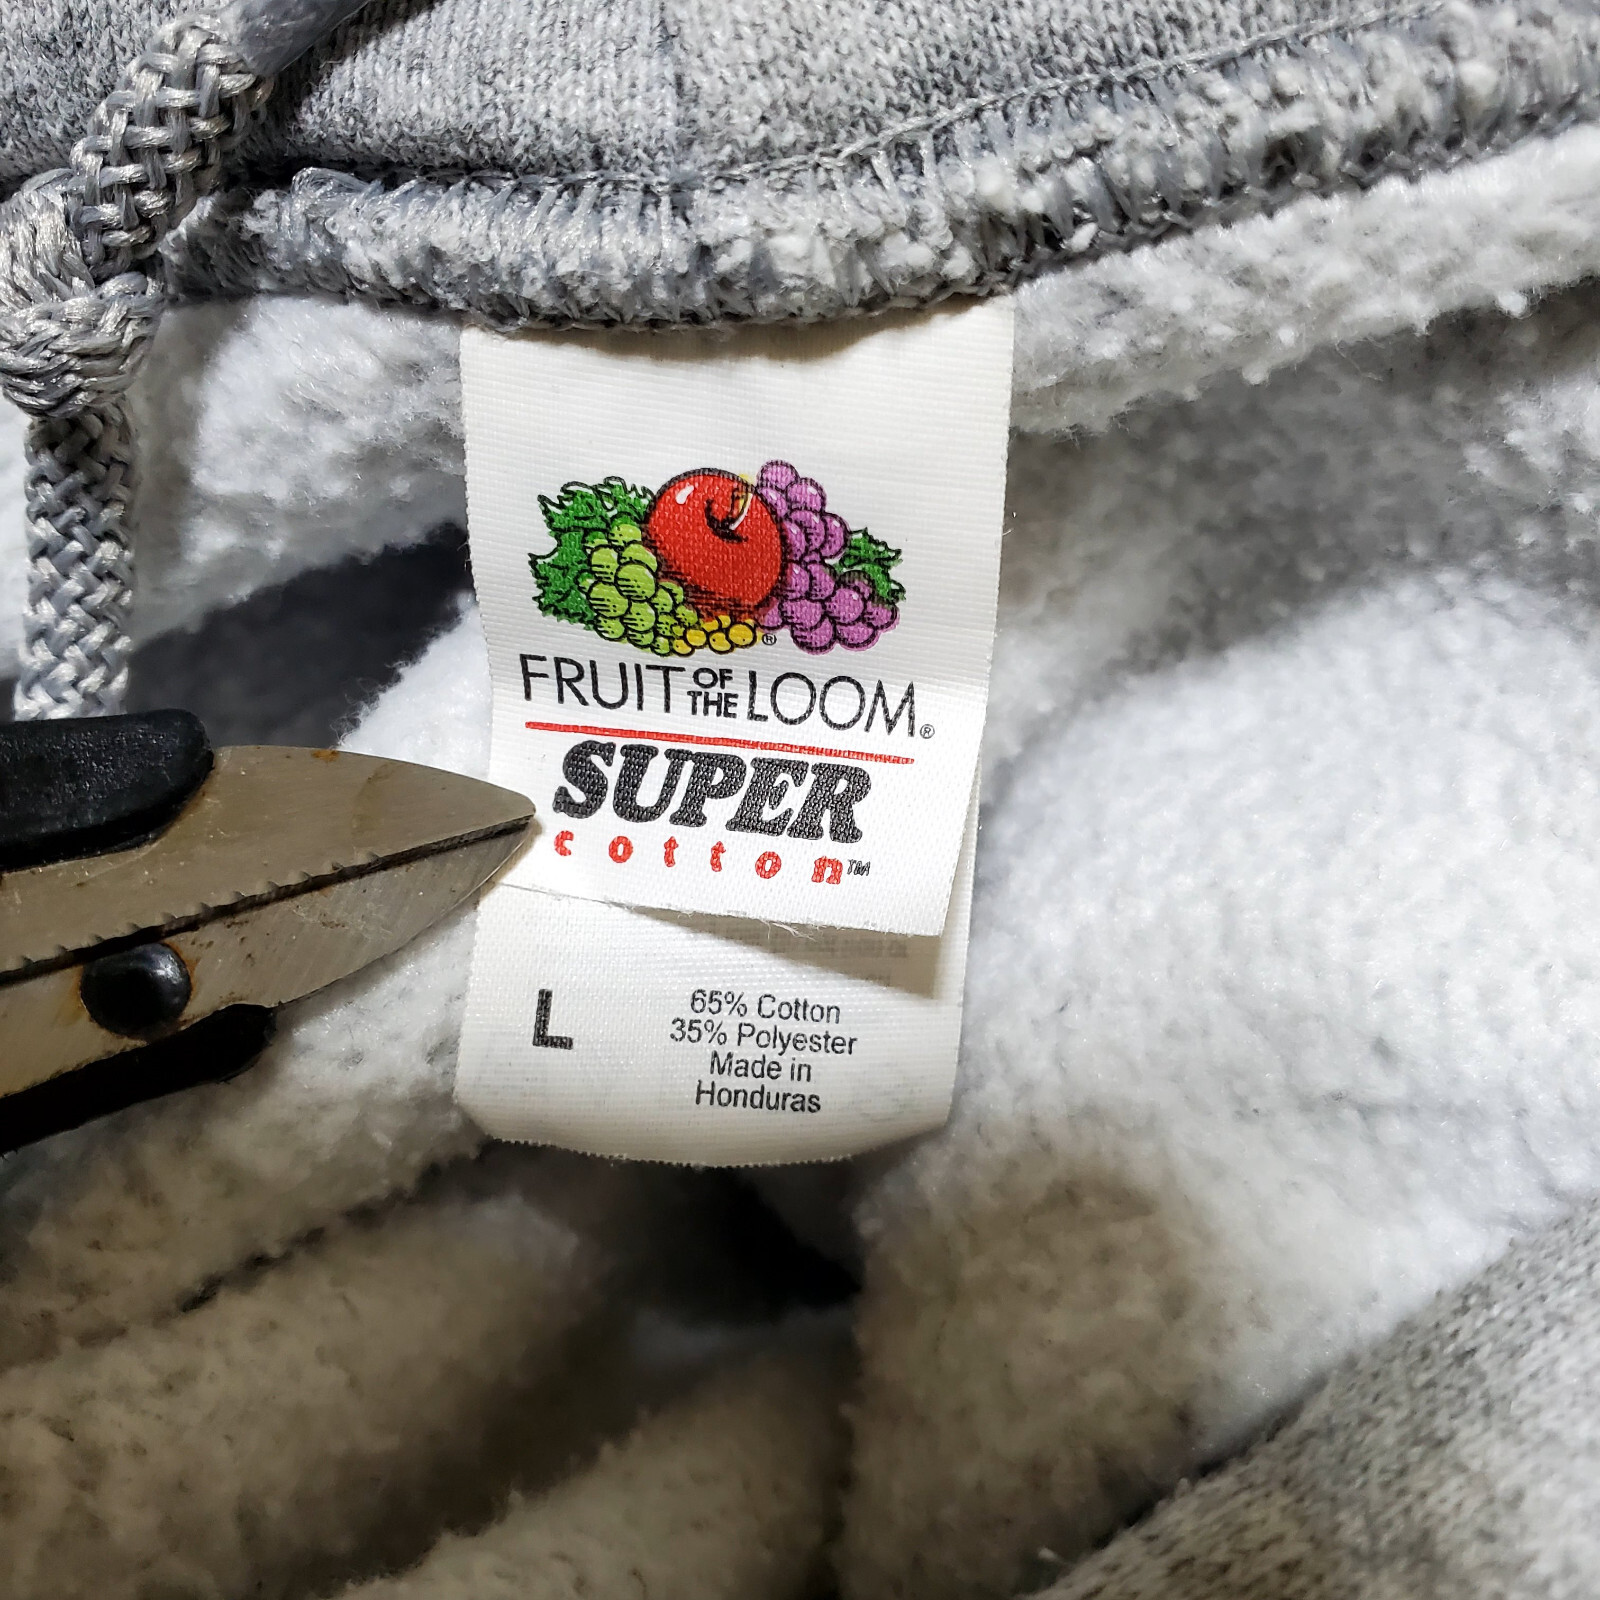 FRUIT OF THE LOOM®
SUPER
cotton™
L
65% Cotton
35% Polyester
Made in
Honduras